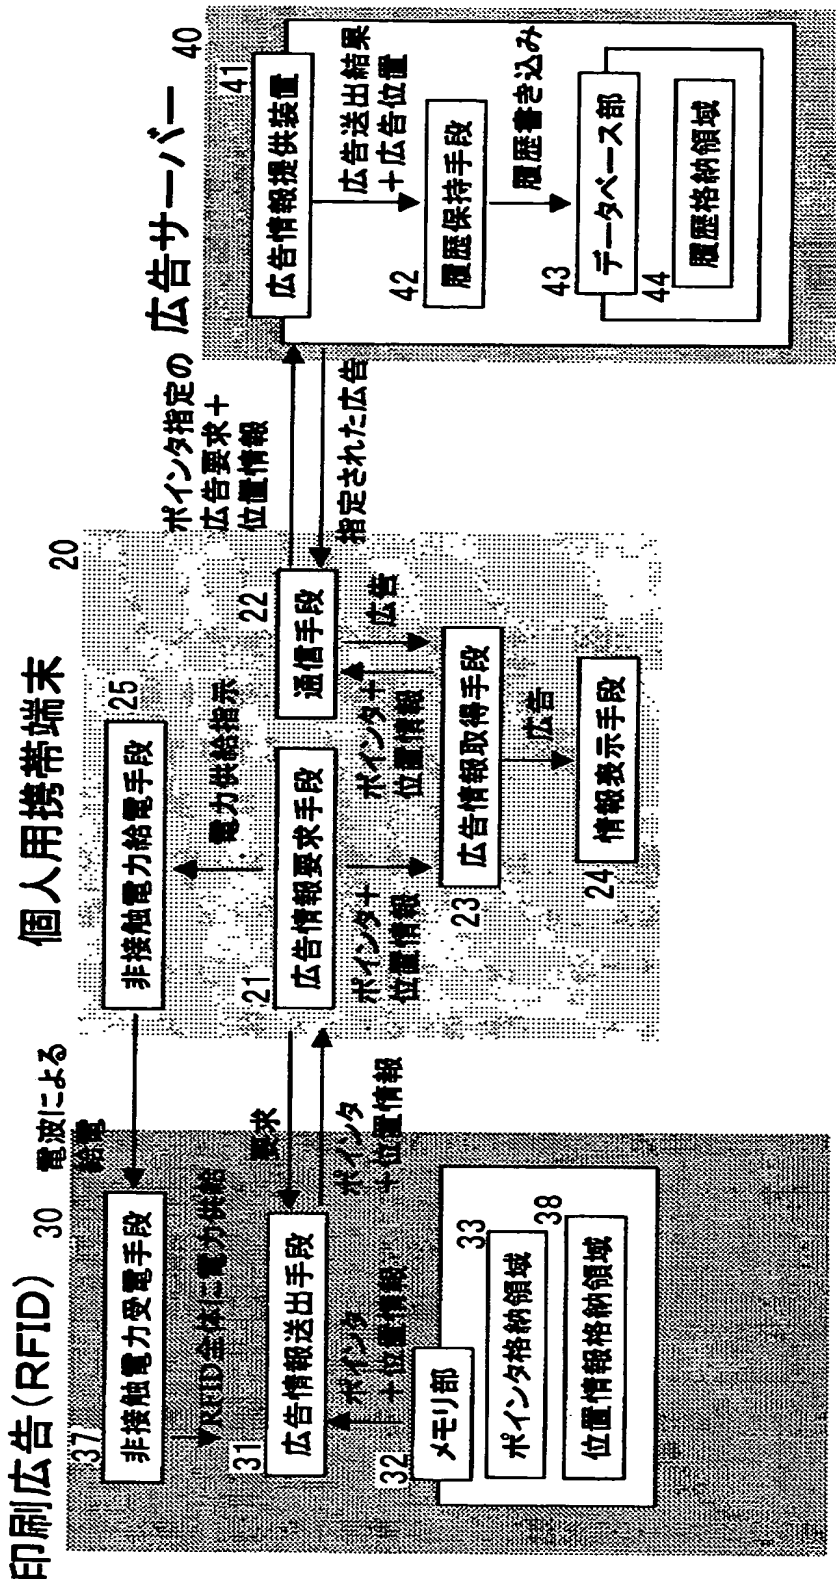 印刷広告(RFID)
30
37
非接触電力受電手段
RFID全体に電力供給
31
広告情報送出手段
ポインタ
+位置情報
32
メモリ部
33
ポインタ格納領域
38
位置情報格納領域
電波による
給電
要求
ポインタ
+位置情報
個人用携帯端末
20
25
非接触電力給電手段
電力供給指示
21
広告情報要求手段
22
通信手段
ポインタ+
位置情報
ポインタ+
位置情報
広告
23
広告情報取得手段
広告
24
情報表示手段
ポインタ指定の
広告要求+
位置情報
指定された広告
広告サーバー
40
41
広告情報提供装置
広告送出結果
+広告位置
42
履歴保持手段
履歴書き込み
43
データベース部
44
履歴格納領域